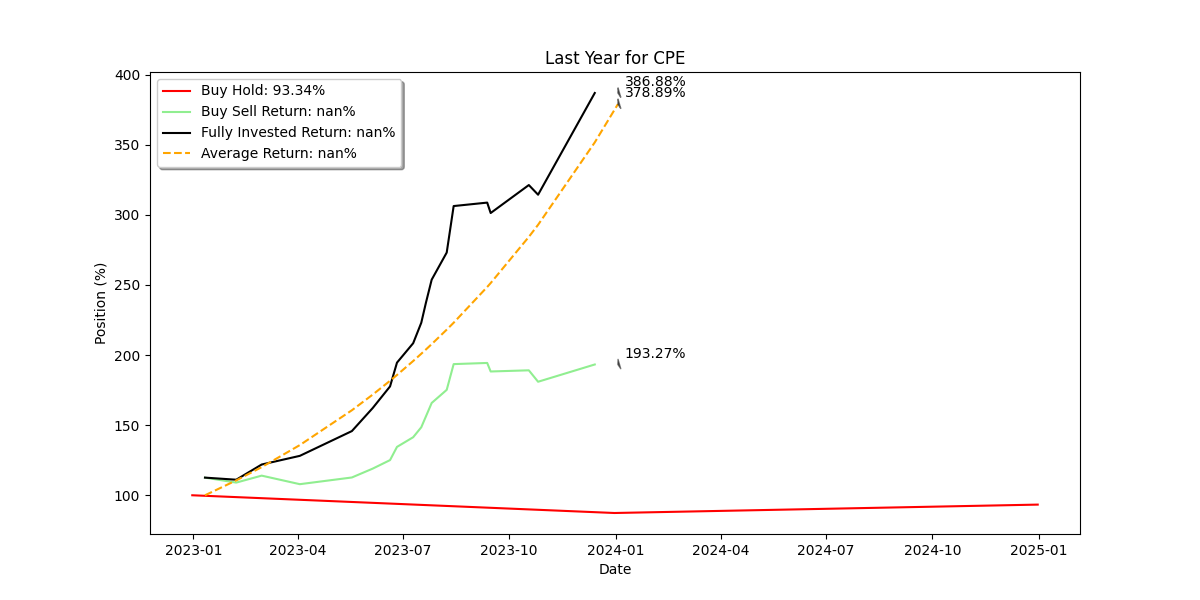 Last Year for CPE
400
350
300
250
200
150
100
Position (%)
Buy Hold: 93.34%
Buy Sell Return: nan%
Fully Invested Return: nan%
Average Return: nan%
386.88%
378.89%
193.27%
2023-01
2023-04
2023-07
2023-10
2024-01
2024-04
2024-07
2024-10
2025-01
Date